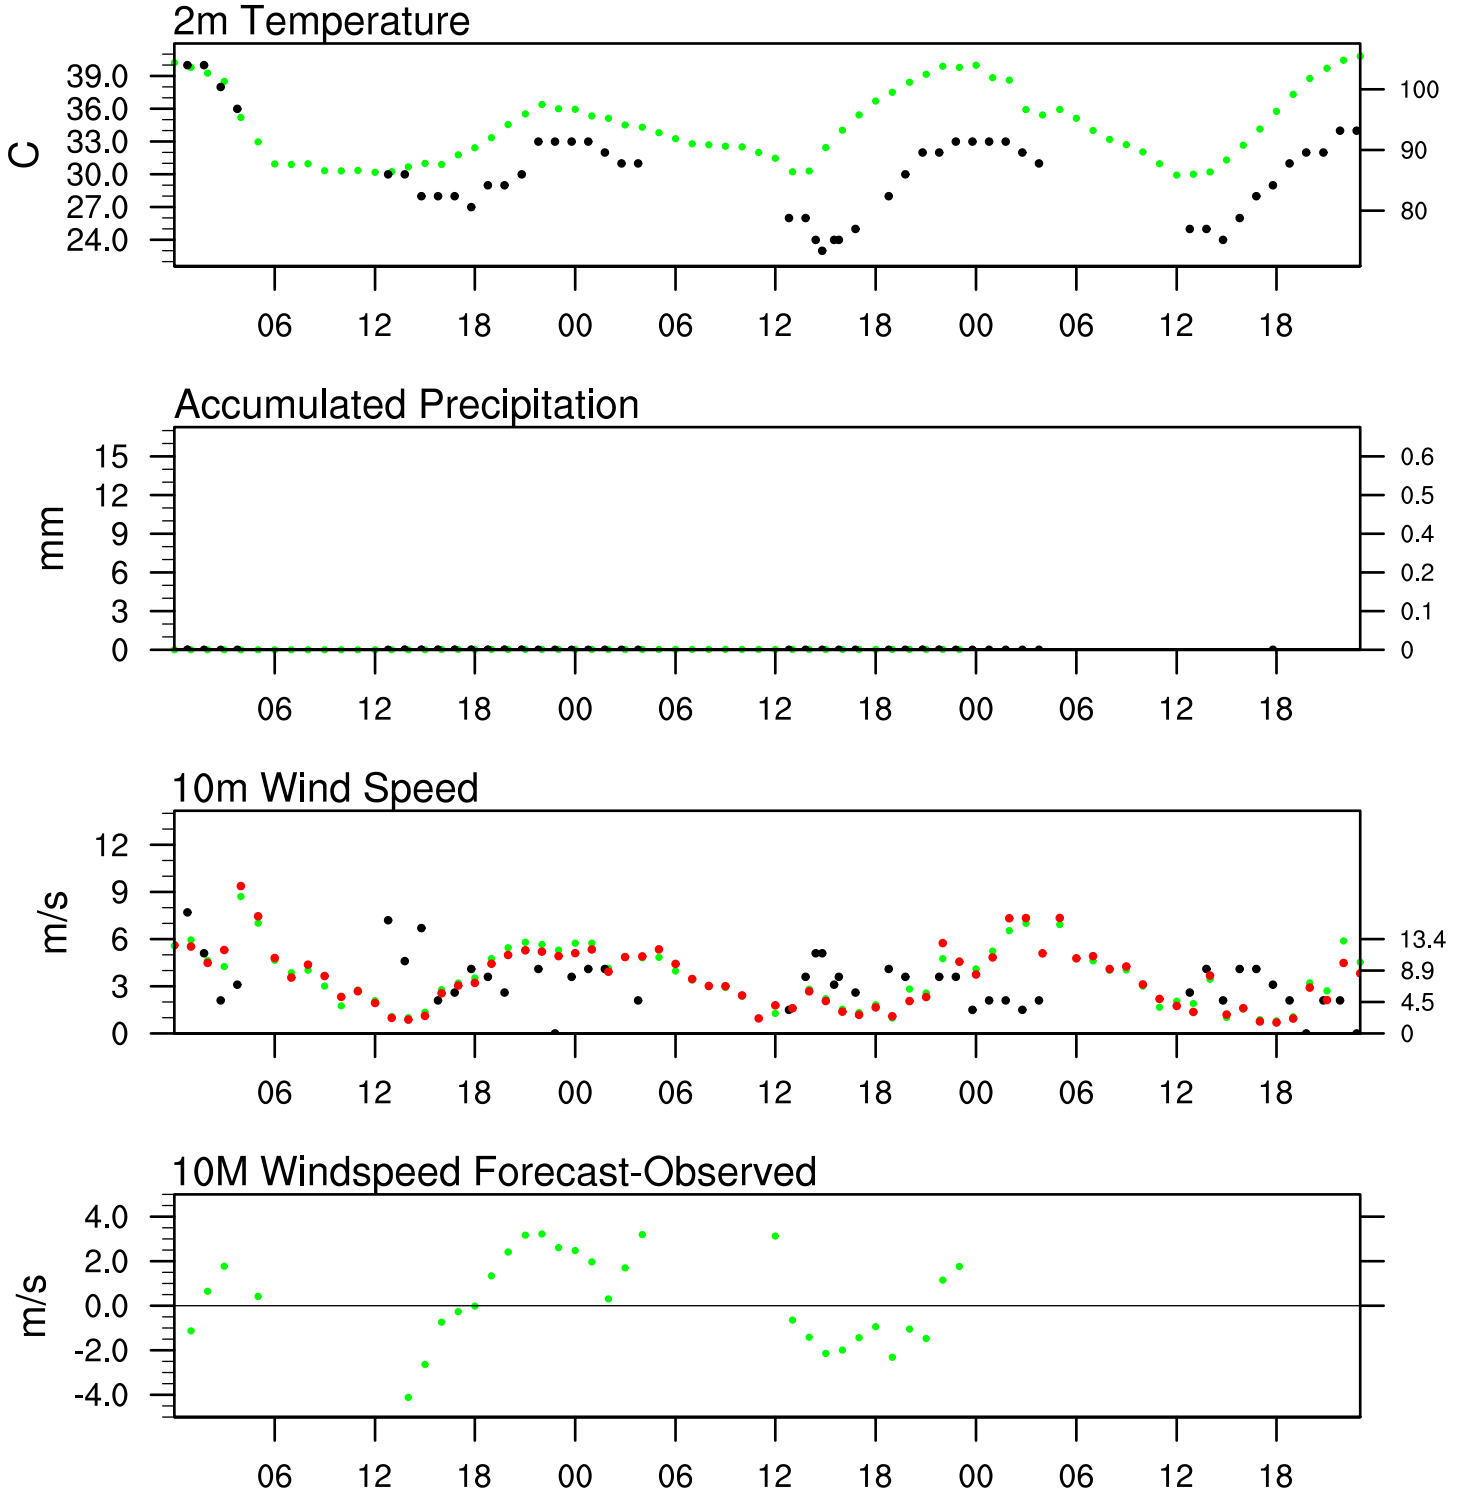 2m Temperature
39.0
36.0
33.0
30.0
27.0
24.0
C
100
90
80
06 12 18 00 06 12 18 00 06 12 18
Accumulated Precipitation
15
12
9
6
3
0
mm
0.6
0.5
0.4
0.2
0.1
0
06 12 18 00 06 12 18 00 06 12 18
10m Wind Speed
12
9
6
3
0
m/s
13.4
8.9
4.5
0
06 12 18 00 06 12 18 00 06 12 18
10M Windspeed Forecast-Observed
4.0
2.0
0.0
-2.0
-4.0
m/s
06 12 18 00 06 12 18 00 06 12 18